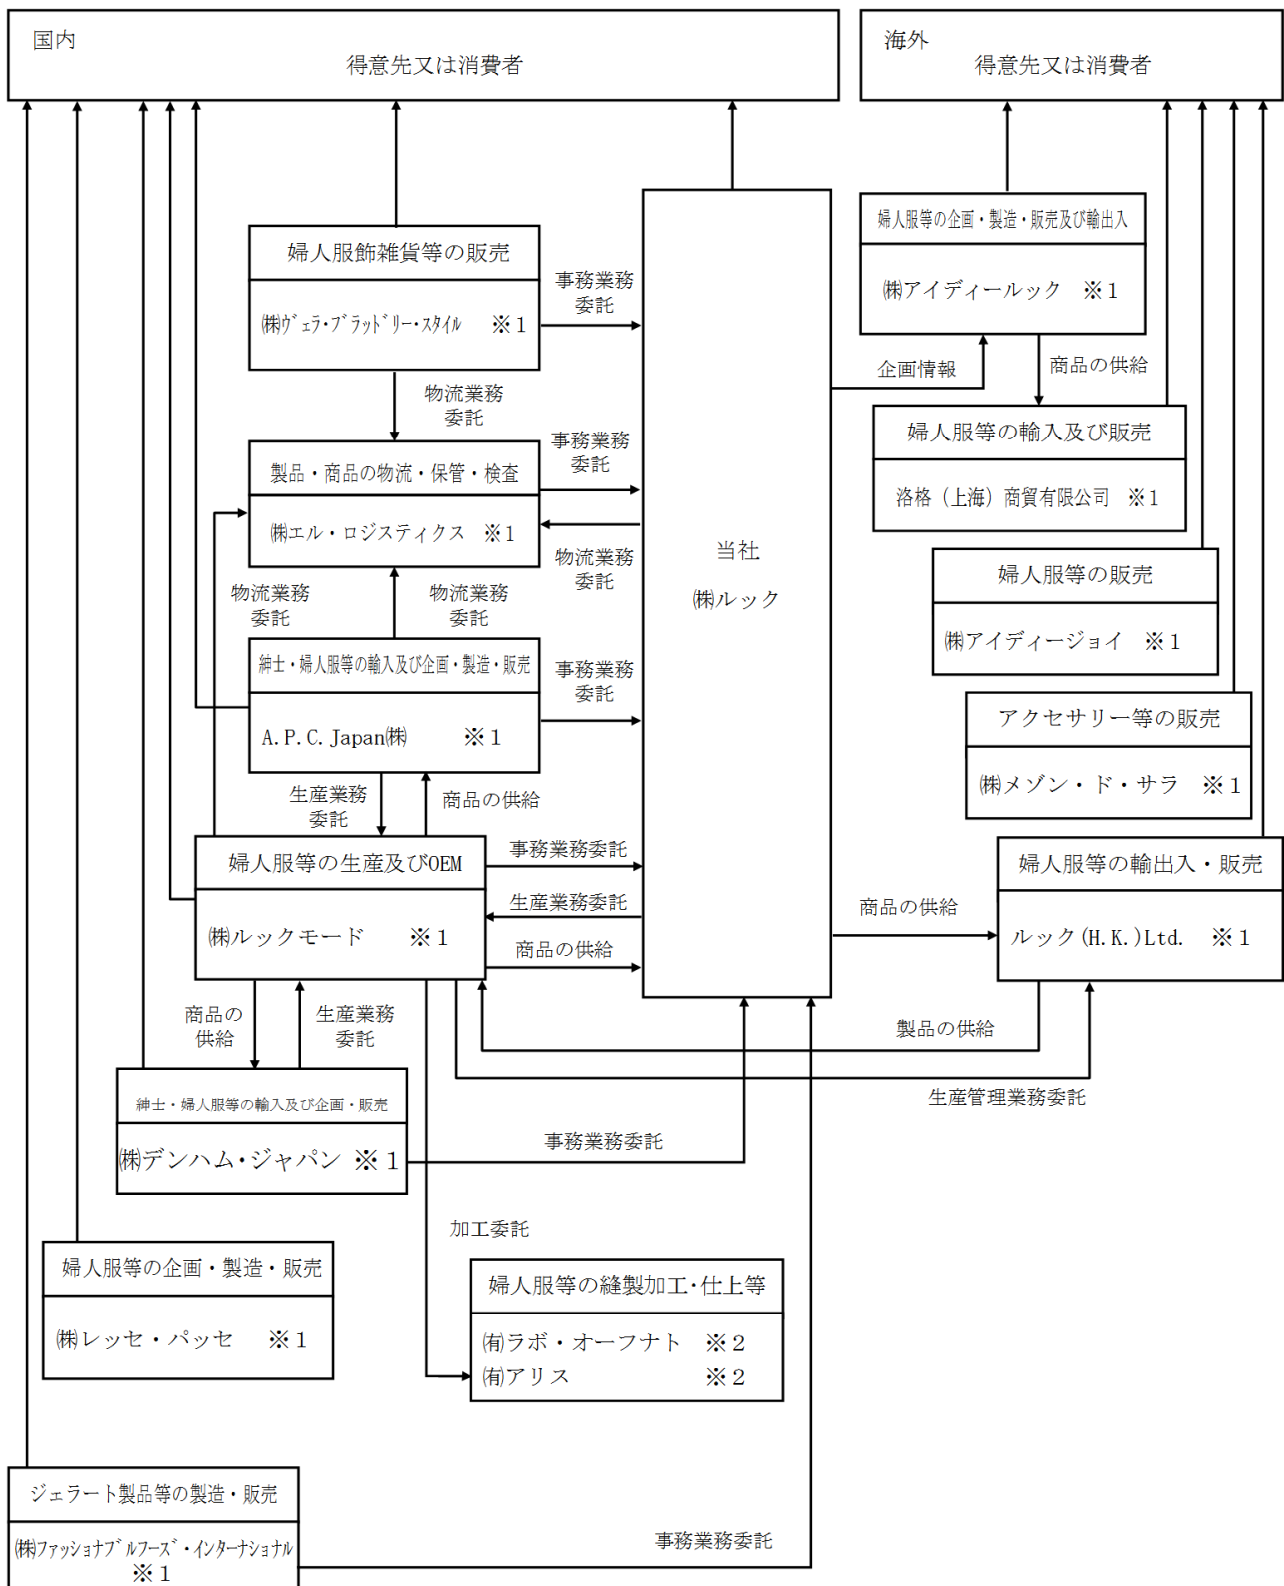 国内
得意先又は消費者
海外
得意先又は消費者
婦人服飾雑貨等の販売
㈱ヴェラ・ブラッドリー・スタイル ※１
事務業務
委託
物流業務
委託
製品・商品の物流・保管・検査
㈱エル・ロジスティクス ※１
事務業務
委託
物流業務
委託
物流業務
委託
物流業務
委託
紳士・婦人服等の輸入及び企画・製造・販売
A.P.C.Japan㈱ ※１
事務業務
委託
生産業務
委託
商品の供給
婦人服等の生産及びOEM
㈱ルックモード ※１
事務業務委託
生産業務委託
商品の供給
当社
㈱ルック
婦人服等の企画・製造・販売及び輸出入
㈱アイディールック ※１
企画情報
商品の供給
婦人服等の輸入及び販売
洛格（上海）商貿有限公司 ※１
婦人服等の販売
㈱アイディージョイ ※１
アクセサリー等の販売
㈱メゾン・ド・サラ ※１
婦人服等の輸出入・販売
ルック(H.K.)Ltd. ※１
商品の供給
製品の供給
生産管理業務委託
商品の
供給
生産業務
委託
紳士・婦人服等の輸入及び企画・販売
㈱デンハム・ジャパン ※１
事務業務委託
加工委託
婦人服等の企画・製造・販売
㈱レッセ・パッセ ※１
婦人服等の縫製加工・仕上等
㈲ラボ・オーフナト ※２
㈲アリス ※２
ジェラート製品等の製造・販売
㈱ファッショナブルフーズ・インターナショナル
※１
事務業務委託